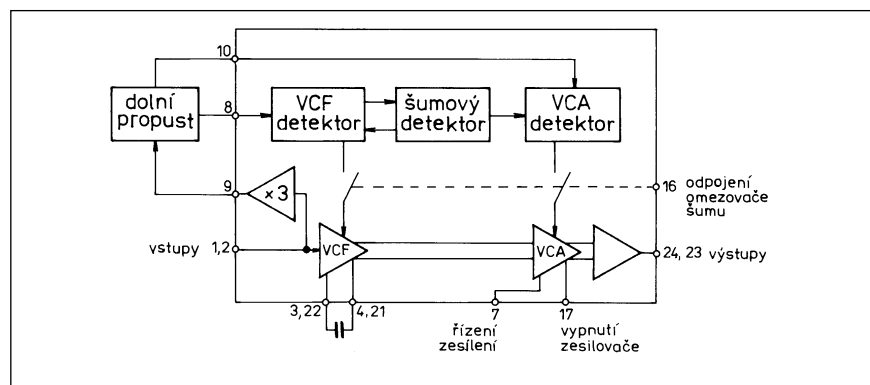 10
dolní
propust
8
VCF
detektor
šumový
detektor
VCA
detektor
9
×3
16 odpojení
omezovače
šumu
vstupy 1,2
VCF
VCA
24, 23 výstupy
3,22
4,21
7
17
řízení
zesílení
vypnutí
zesilovače